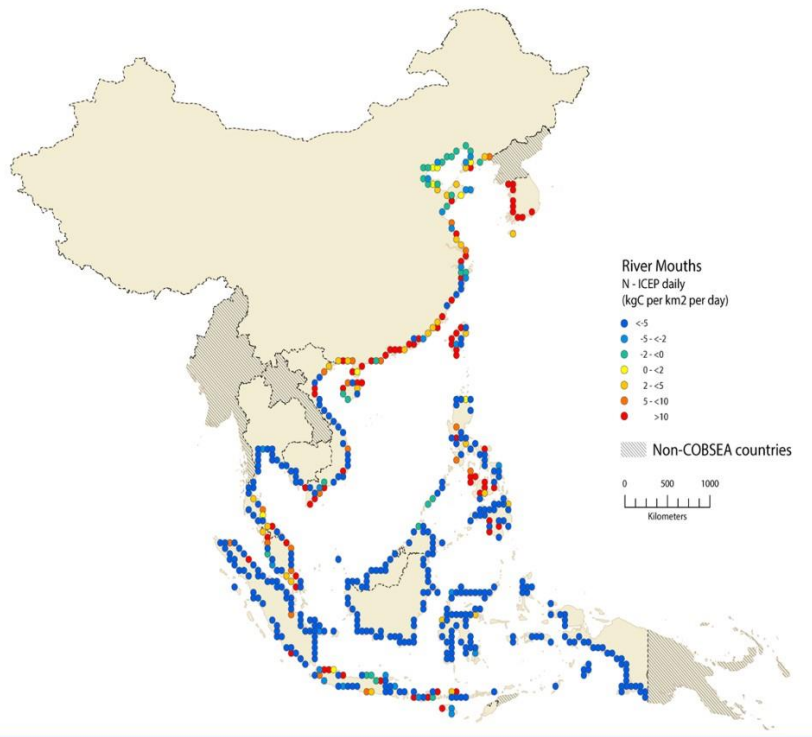 River Mouths
N - ICEP daily
(kgC per km2 per day)
<-5
-5 - <-2
-2 - <0
0 - <2
2 - <5
5 - <10
>10
Non-COBSEA countries
0 500 1000
Kilometers